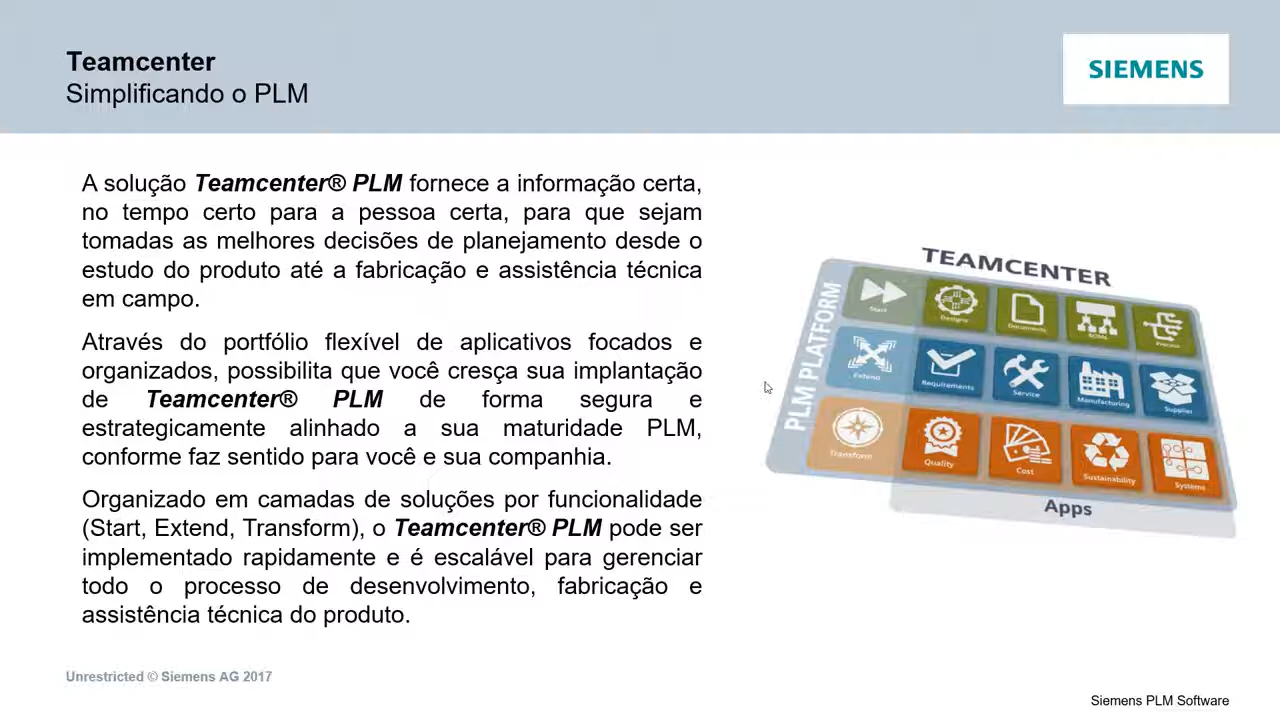 Teamcenter
Simplificando o PLM
SIEMENS
A solução Teamcenter® PLM fornece a informação certa,
no tempo certo para a pessoa certa, para que sejam
tomadas as melhores decisões de planejamento desde o
estudo do produto até a fabricação e assistência técnica
em campo.
Através do portfólio flexível de aplicativos focados e
organizados, possibilita que você cresça sua implantação
de Teamcenter® PLM de forma segura e
estrategicamente alinhado a sua maturidade PLM,
conforme faz sentido para você e sua companhia.
Organizado em camadas de soluções por funcionalidade
(Start, Extend, Transform), o Teamcenter® PLM pode ser
implementado rapidamente e é escalável para gerenciar
todo o processo de desenvolvimento, fabricação e
assistência técnica do produto.
TEAMCENTER
PLM PLATFORM
Start
Designs
Documents
BOMs
Process
Extend
Requirements
Service
Manufacturing
Supplier
Transform
Quality
Cost
Sustainability
Systems
Apps
Unrestricted © Siemens AG 2017
Siemens PLM Software